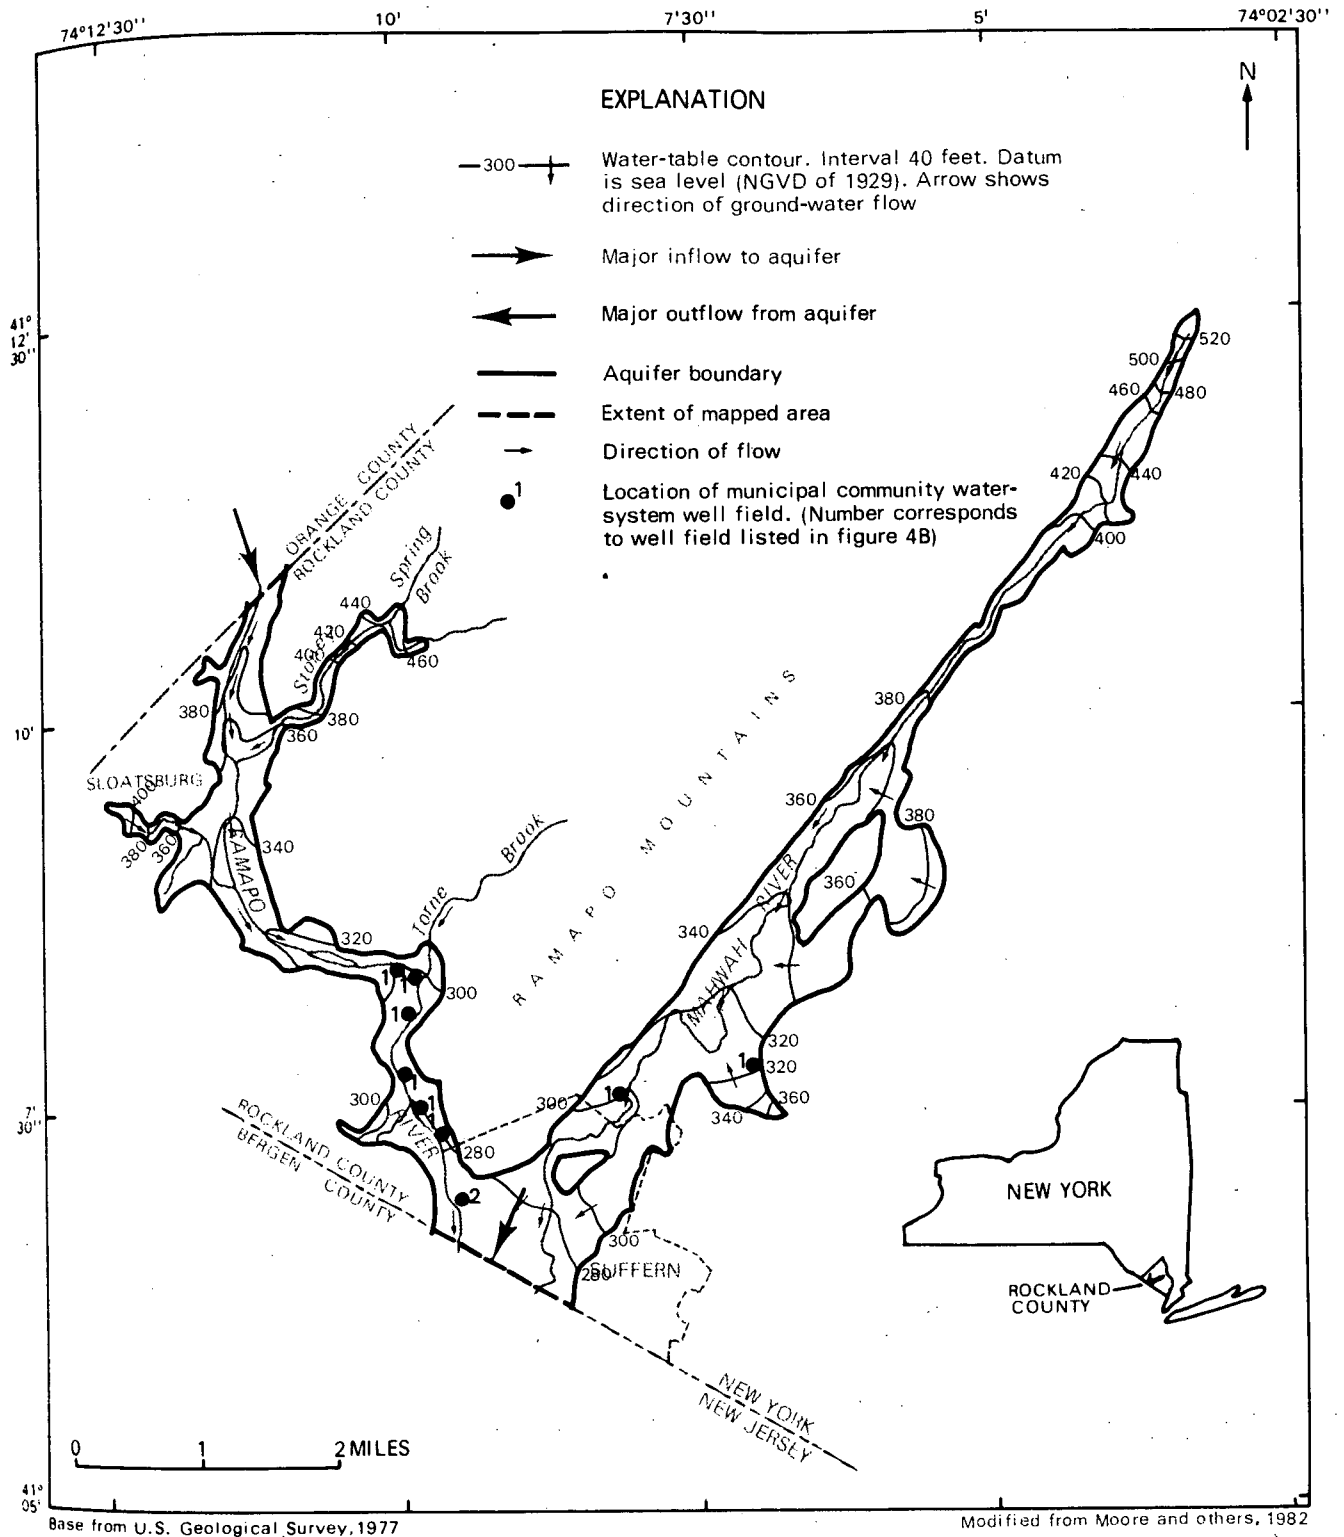 74°12'30''
10'
7'30''
5'
74°02'30''
N
EXPLANATION
300
Water-table contour. Interval 40 feet. Datum
is sea level (NGVD of 1929). Arrow shows
direction of ground-water flow
Major inflow to aquifer
Major outflow from aquifer
Aquifer boundary
Extent of mapped area
Direction of flow
1
Location of municipal community water-
system well field. (Number corresponds
to well field listed in figure 4B)
41°
12'
30''
520
500
460
480
420
440
400
ORANGE COUNTY
ROCKLAND COUNTY
Spring
Brook
440
420
400
Stoney
460
380
380
360
380
10'
SLOATSBURG
400
380
360
340
RAMAPO
360
380
360
Brook
Torne
RAMAPO MOUNTAINS
RIVER
MAHWAH
340
320
300
1
1
1
1
1
1
320
320
1
360
340
1
300
7'
30''
300
RIVER
280
ROCKLAND COUNTY
BERGEN COUNTY
2
300
280
SUFFERN
NEW YORK
ROCKLAND
COUNTY
NEW YORK
NEW JERSEY
0 1 2 MILES
41°
05'
Base from U.S. Geological Survey, 1977
Modified from Moore and others, 1982